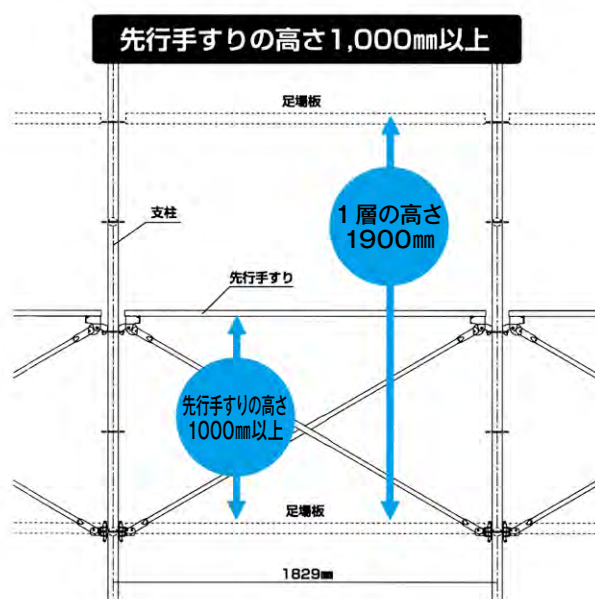 先行手すりの高さ1,000㎜以上
足場板
1層の高さ
1900㎜
支柱
先行手すり
先行手すりの高さ
1000㎜以上
足場板
1829㎜